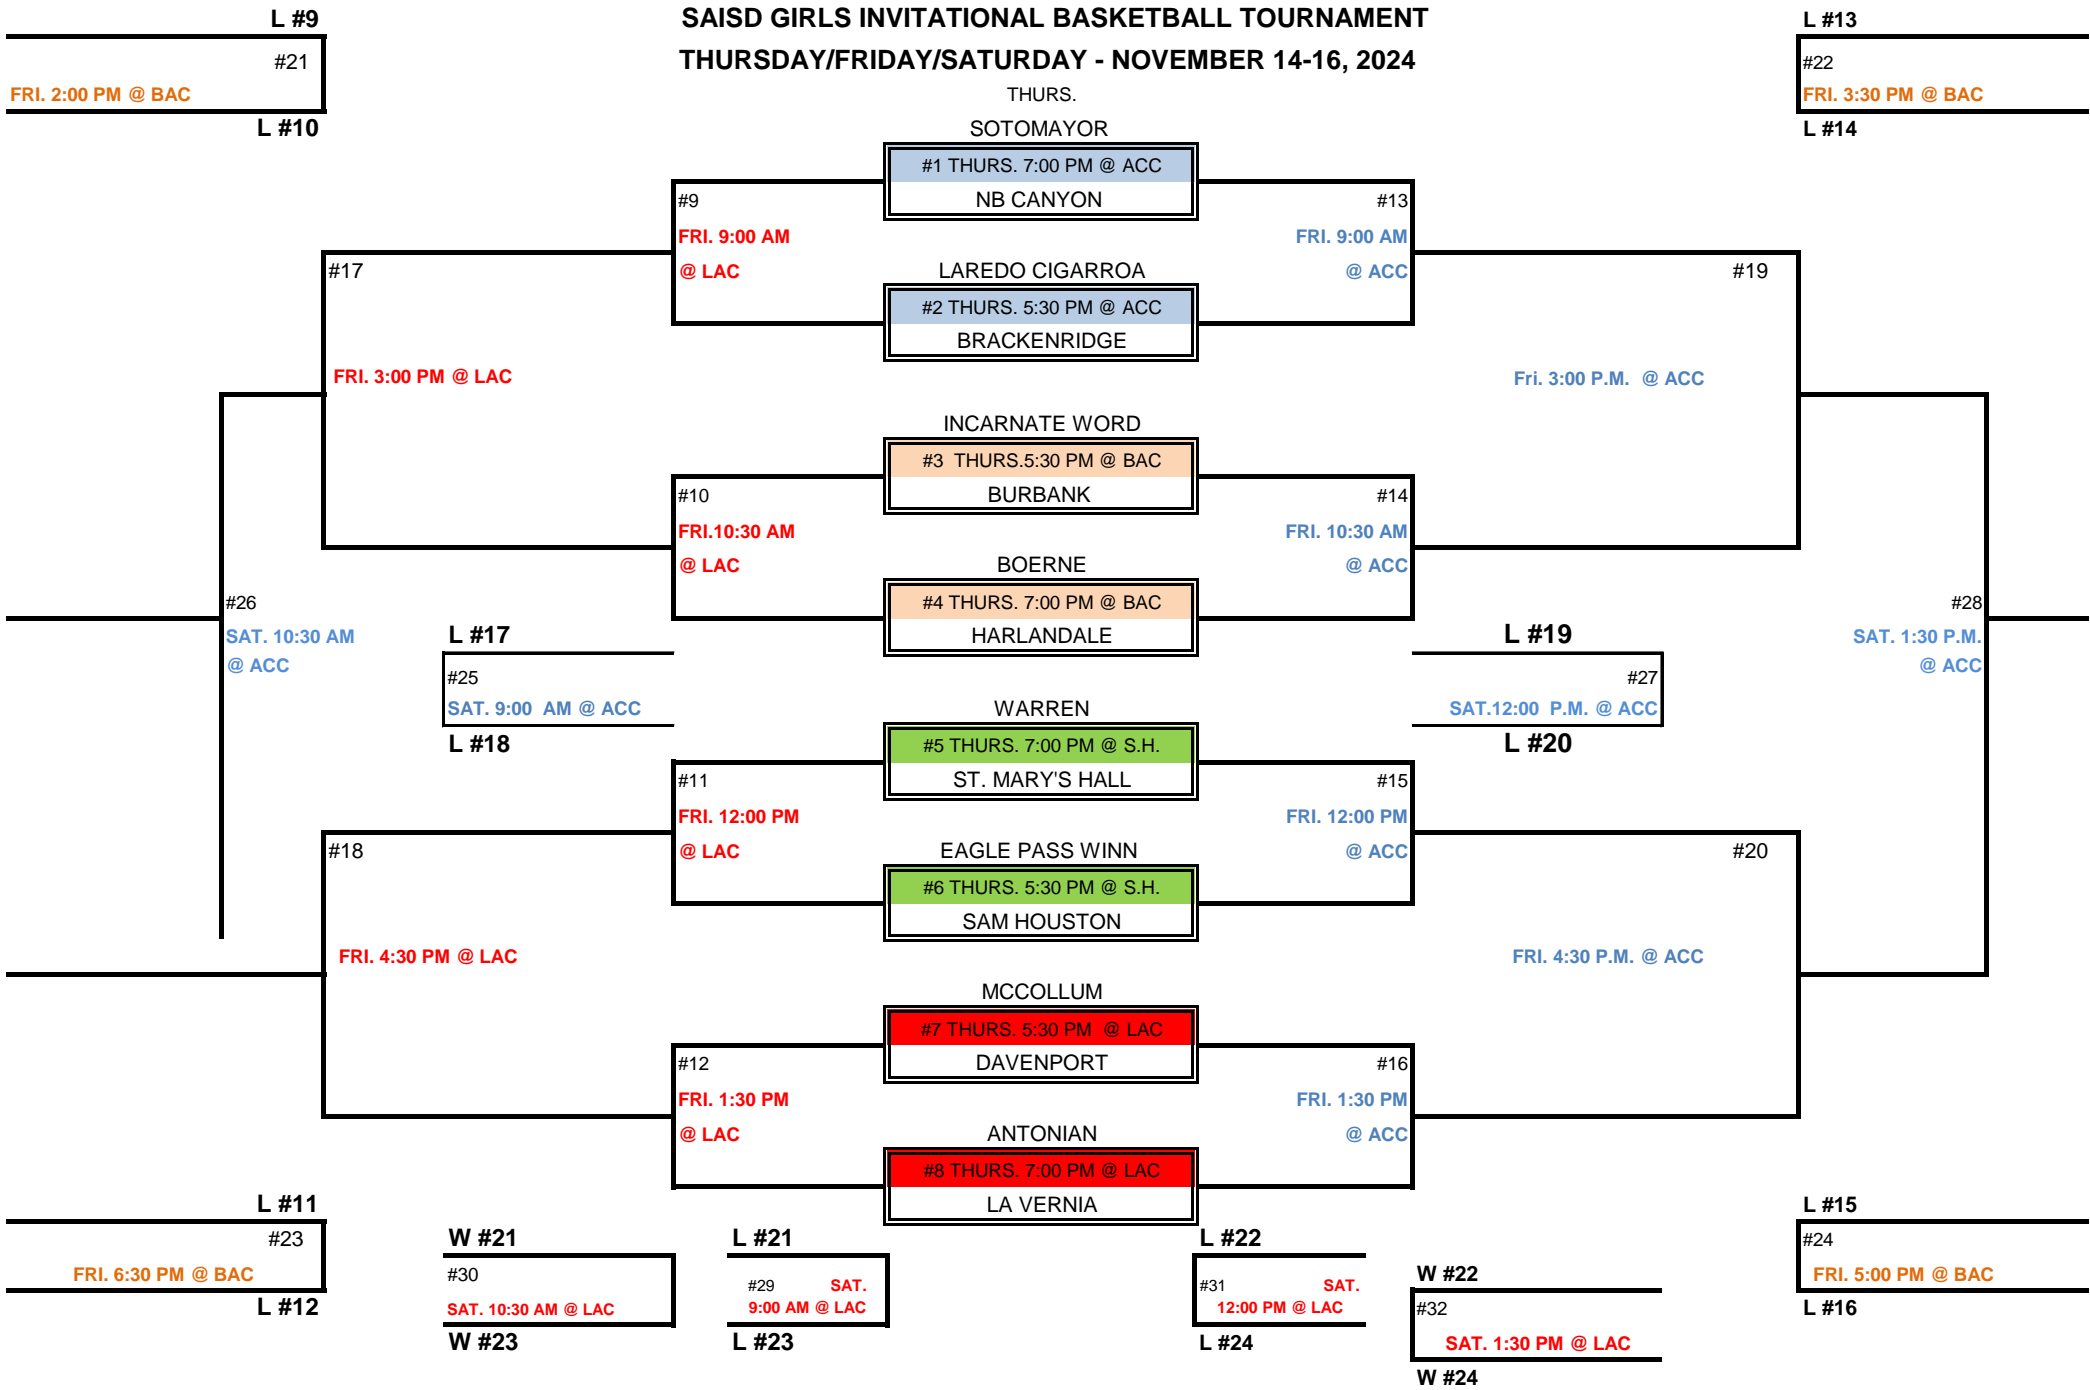 SAISD GIRLS INVITATIONAL BASKETBALL TOURNAMENT
THURSDAY/FRIDAY/SATURDAY - NOVEMBER 14-16, 2024
L #9
#21
FRI. 2:00 PM @ BAC
L #10
L #13
#22
FRI. 3:30 PM @ BAC
L #14
THURS.
SOTOMAYOR
#1 THURS. 7:00 PM @ ACC
NB CANYON
#9
FRI. 9:00 AM
@ LAC
#13
FRI. 9:00 AM
@ ACC
LAREDO CIGARROA
#2 THURS. 5:30 PM @ ACC
BRACKENRIDGE
#17
FRI. 3:00 PM @ LAC
#19
Fri. 3:00 P.M. @ ACC
INCARNATE WORD
#3 THURS.5:30 PM @ BAC
BURBANK
#10
FRI.10:30 AM
@ LAC
#14
FRI. 10:30 AM
@ ACC
BOERNE
#4 THURS. 7:00 PM @ BAC
HARLANDALE
#26
SAT. 10:30 AM
@ ACC
L #17
#25
SAT. 9:00 AM @ ACC
L #18
L #19
#27
SAT.12:00 P.M. @ ACC
L #20
#28
SAT. 1:30 P.M.
@ ACC
WARREN
#5 THURS. 7:00 PM @ S.H.
ST. MARY'S HALL
#11
FRI. 12:00 PM
@ LAC
#15
FRI. 12:00 PM
@ ACC
EAGLE PASS WINN
#6 THURS. 5:30 PM @ S.H.
SAM HOUSTON
#18
FRI. 4:30 PM @ LAC
#20
FRI. 4:30 P.M. @ ACC
MCCOLLUM
#7 THURS. 5:30 PM @ LAC
DAVENPORT
#12
FRI. 1:30 PM
@ LAC
#16
FRI. 1:30 PM
@ ACC
ANTONIAN
#8 THURS. 7:00 PM @ LAC
LA VERNIA
L #11
#23
FRI. 6:30 PM @ BAC
L #12
W #21
#30
SAT. 10:30 AM @ LAC
W #23
L #21
#29 SAT.
9:00 AM @ LAC
L #23
L #22
#31 SAT.
12:00 PM @ LAC
L #24
W #22
#32
SAT. 1:30 PM @ LAC
W #24
L #15
#24
FRI. 5:00 PM @ BAC
L #16